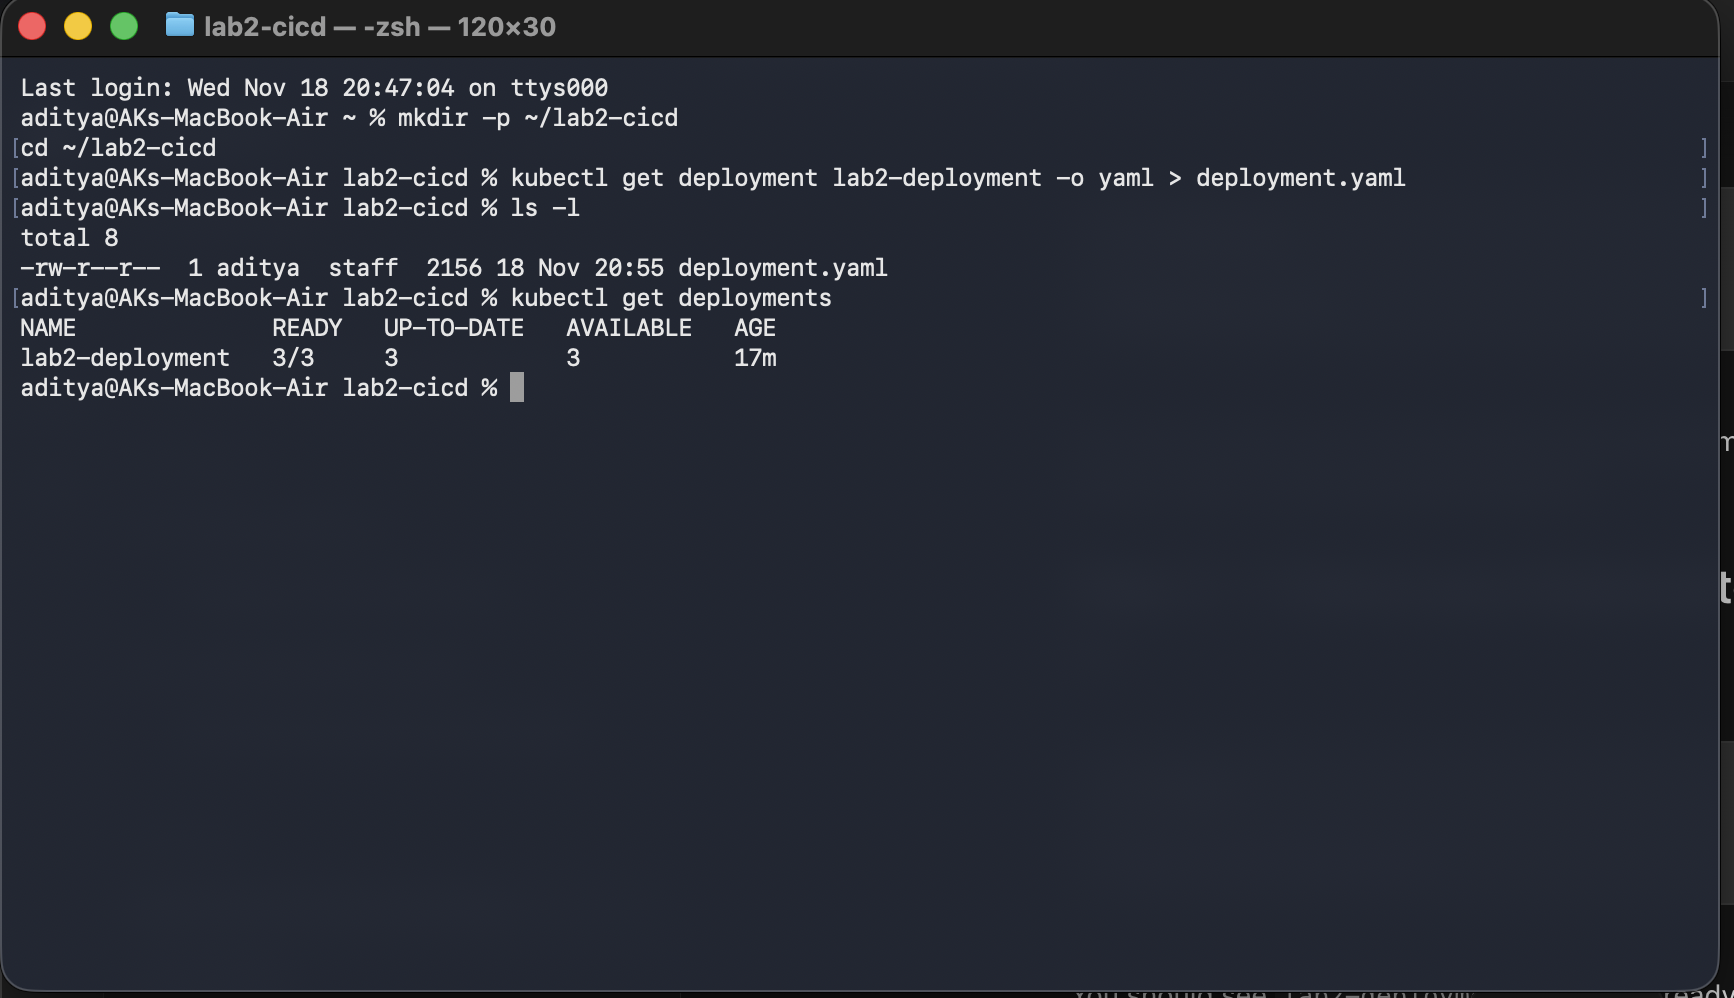 lab2-cicd — -zsh — 120×30
Last login: Wed Nov 18 20:47:04 on ttys000
aditya@AKs-MacBook-Air ~ % mkdir -p ~/lab2-cicd
[cd ~/lab2-cicd ]
[aditya@AKs-MacBook-Air lab2-cicd % kubectl get deployment lab2-deployment -o yaml > deployment.yaml ]
[aditya@AKs-MacBook-Air lab2-cicd % ls -l ]
total 8
-rw-r--r--  1 aditya  staff  2156 18 Nov 20:55 deployment.yaml
[aditya@AKs-MacBook-Air lab2-cicd % kubectl get deployments ]
NAME              READY   UP-TO-DATE   AVAILABLE   AGE
lab2-deployment   3/3     3            3           17m
aditya@AKs-MacBook-Air lab2-cicd %